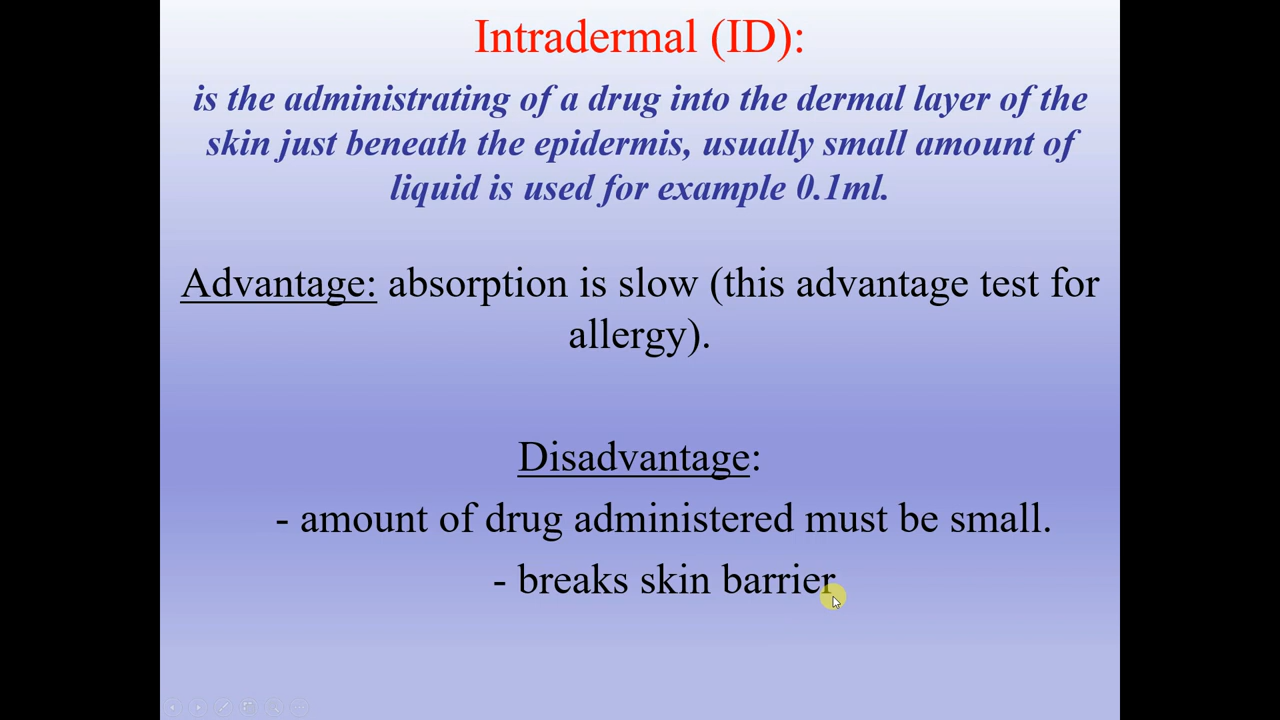 Intradermal (ID):
is the administrating of a drug into the dermal layer of the
skin just beneath the epidermis, usually small amount of
liquid is used for example 0.1ml.
Advantage: absorption is slow (this advantage test for
allergy).
Disadvantage:
- amount of drug administered must be small.
- breaks skin barrier